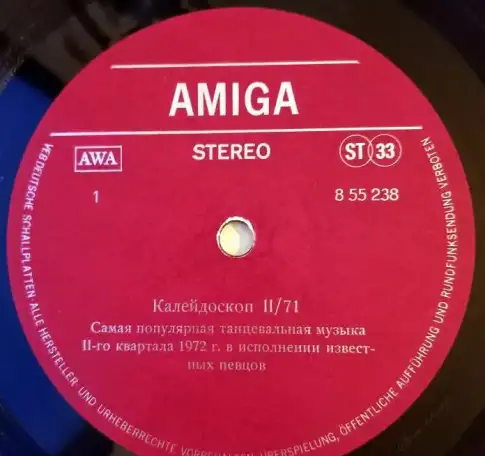 AMIGA
AWA
STEREO
ST 33
1
8 55 238
Калейдоскоп II/71
Самая популярная танцевальная музыка
II-го квартала 1972 г. в исполнении извест-
ных певцов
VEB DEUTSCHE SCHALLPLATTEN · ALLE HERSTELLER- UND URHEBERRECHTE VORBEHALTEN. ÜBERSPIELUNG, ÖFFENTLICHE AUFFÜHRUNG UND RUNDFUNKSENDUNG VERBOTEN